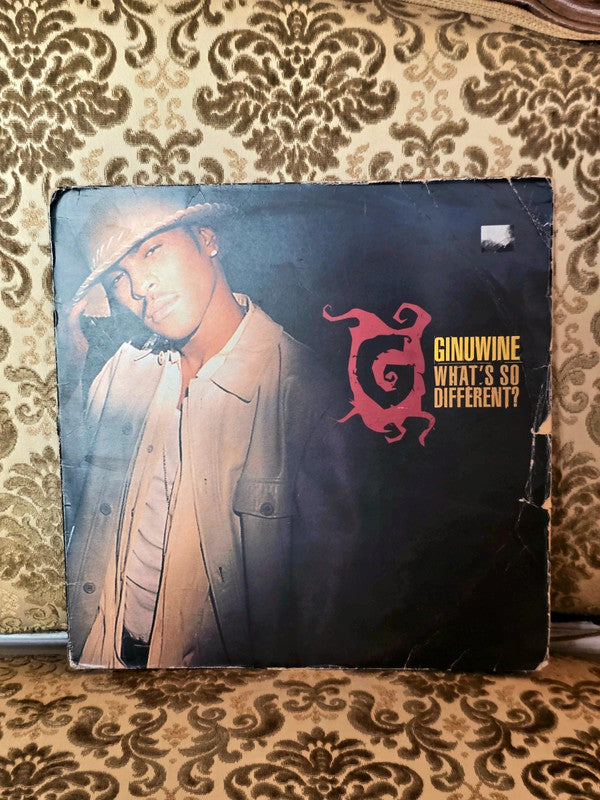 G
GINUWINE
WHAT'S SO
DIFFERENT?